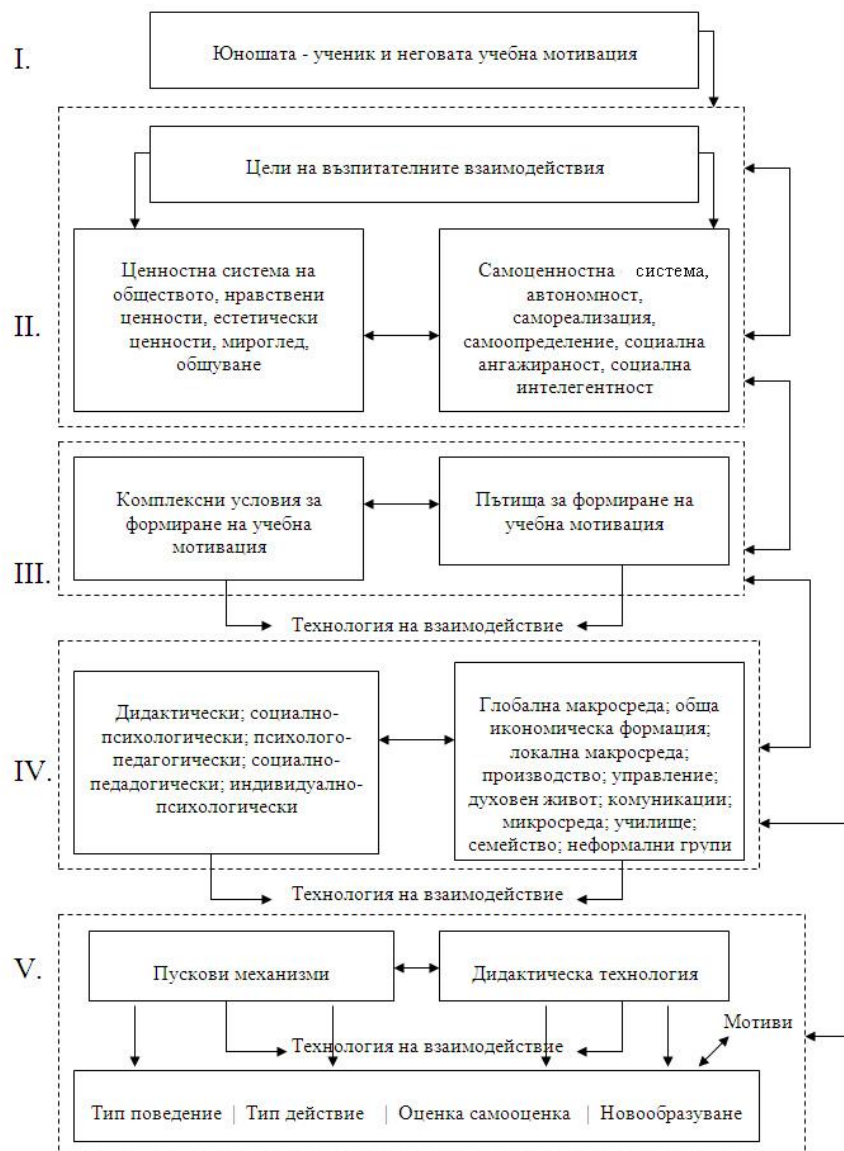 I.
Юношата - ученик и неговата учебна мотивация
Цели на възпитателните взаимодействия
II.
Ценностна система на
обществото, нравствени
ценности, естетически
ценности, мироглед,
общуване
Самоценностна система,
автономност,
самореализация,
самоопределение, социална
ангажираност, социална
интелегентност
III.
Комплексни условия за
формиране на учебна
мотивация
Пътища за формиране на
учебна мотивация
Технология на взаимодействие
IV.
Дидактически; социално-
психологически; психолого-
педагогически; социално-
педадогически; индивидуално-
психологически
Глобална макросреда; обща
икономическа формация;
локална макросреда;
производство; управление;
духовен живот; комуникации;
микросреда; училище;
семейство; неформални групи
Технология на взаимодействие
V.
Пускови механизми
Дидактическа технология
Мотиви
Технология на взаимодействие
Тип поведение | Тип действие | Оценка самооценка | Новообразуване